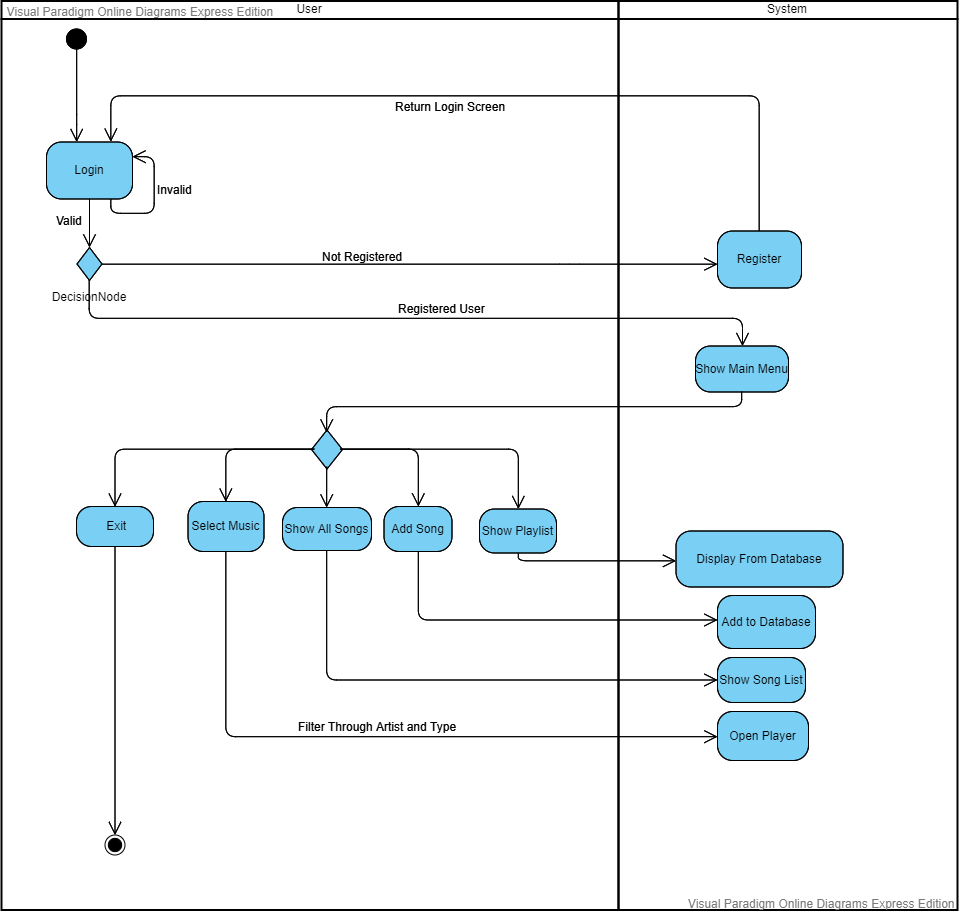 Visual Paradigm Online Diagrams Express Edition
User
System
Return Login Screen
Login
Invalid
Valid
Not Registered
Register
DecisionNode
Registered User
Show Main Menu
Exit
Select Music
Show All Songs
Add Song
Show Playlist
Display From Database
Add to Database
Show Song List
Filter Through Artist and Type
Open Player
Visual Paradigm Online Diagrams Express Edition